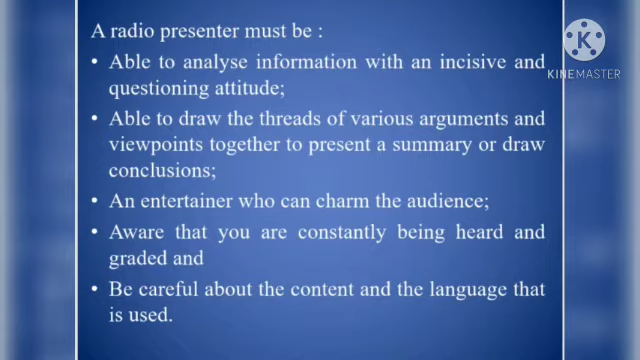 A radio presenter must be :
• Able to analyse information with an incisive and
questioning attitude;
• Able to draw the threads of various arguments and
viewpoints together to present a summary or draw
conclusions;
• An entertainer who can charm the audience;
• Aware that you are constantly being heard and
graded and
• Be careful about the content and the language that
is used.
K
KINEMASTER